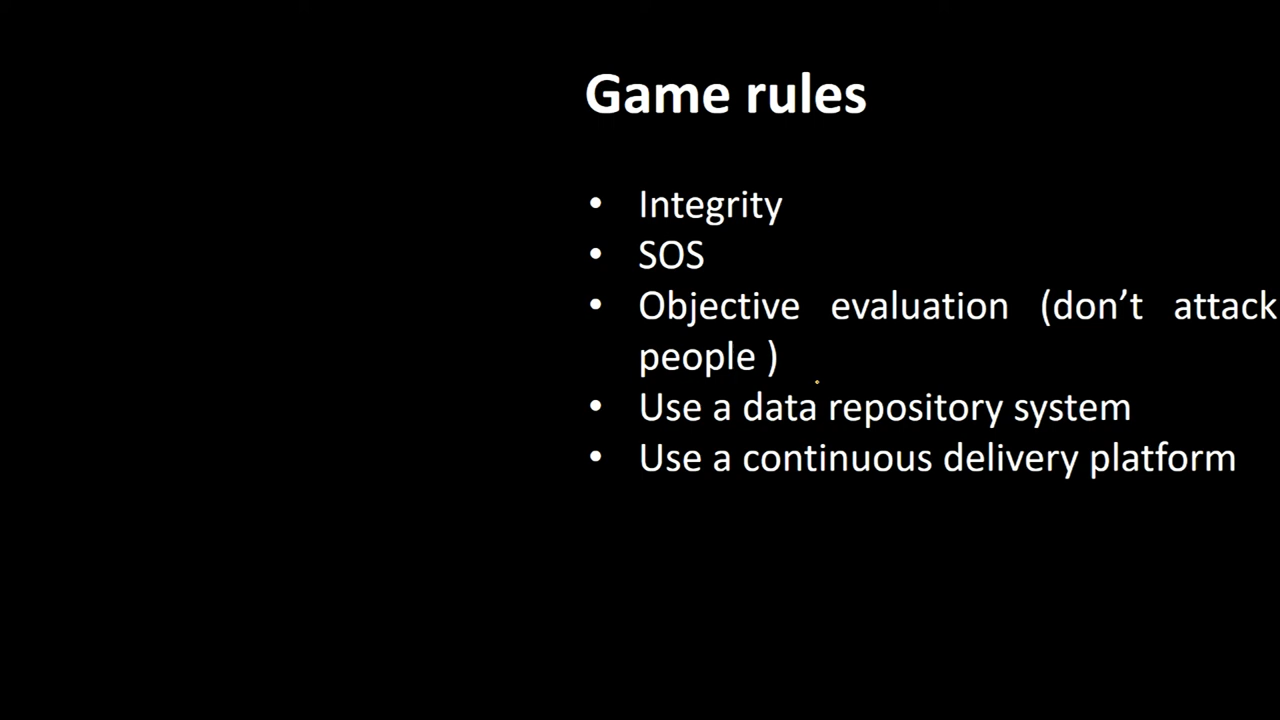 Game rules
• Integrity
• SOS
• Objective evaluation (don’t attack
people )
• Use a data repository system
• Use a continuous delivery platform